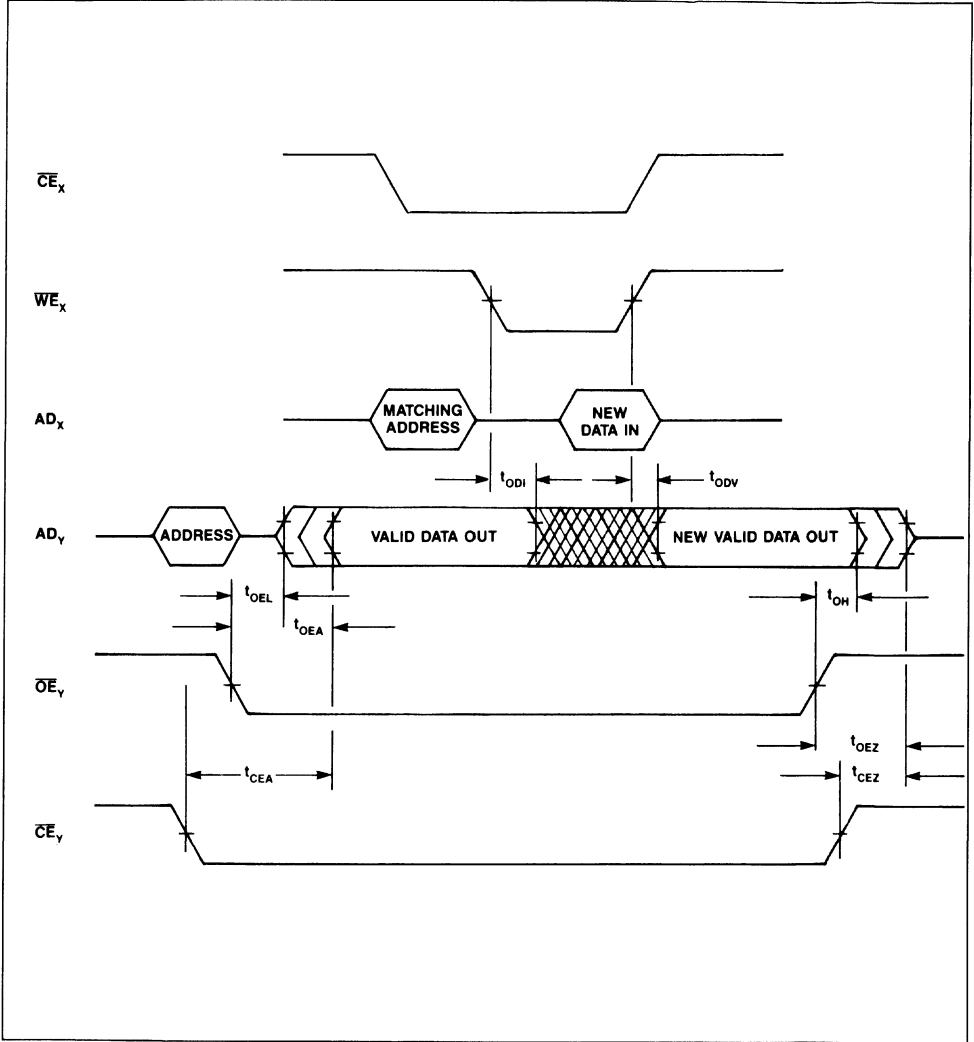 CE_X
WE_X
AD_X
MATCHING
ADDRESS
NEW
DATA IN
t_ODI
t_ODV
AD_Y
ADDRESS
VALID DATA OUT
NEW VALID DATA OUT
t_OEL
t_OH
t_OEA
OE_Y
t_OEZ
t_CEA
t_CEZ
CE_Y